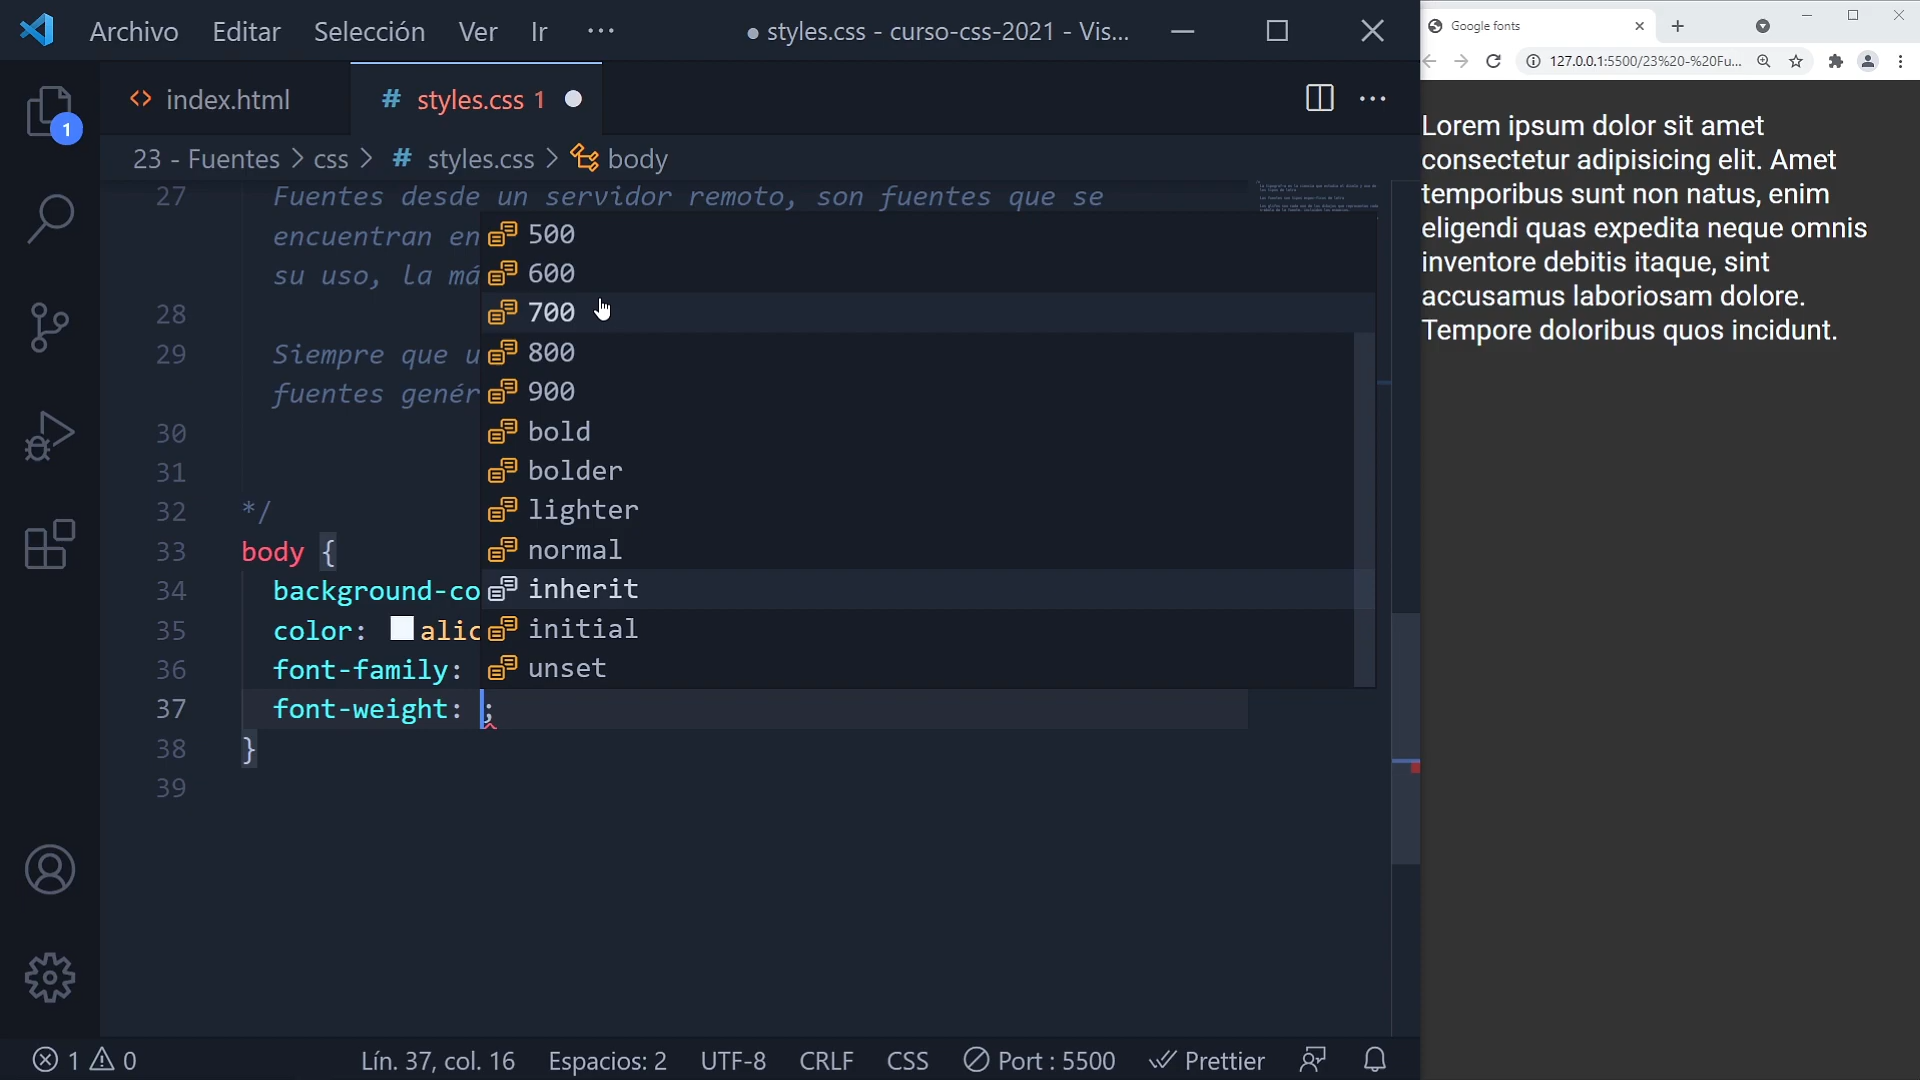 Archivo Editar Selección Ver Ir ··· ● styles.css - curso-css-2021 - Vis...
<> index.html # styles.css 1
23 - Fuentes > css > # styles.css > body
1
27 Fuentes desde un servidor remoto, son fuentes que se
encuentran en
su uso, la má
28
29 Siempre que u
fuentes genér
30
31
32 */
33 body {
34 background-co
35 color: alic
36 font-family:
37 font-weight: ;
38 }
39
500
600
700
800
900
bold
bolder
lighter
normal
inherit
initial
unset
1 0 Lín. 37, col. 16 Espacios: 2 UTF-8 CRLF CSS Port : 5500 Prettier
Google fonts
127.0.0.1:5500/23%20-%20Fu...
Lorem ipsum dolor sit amet
consectetur adipisicing elit. Amet
temporibus sunt non natus, enim
eligendi quas expedita neque omnis
inventore debitis itaque, sint
accusamus laboriosam dolore.
Tempore doloribus quos incidunt.